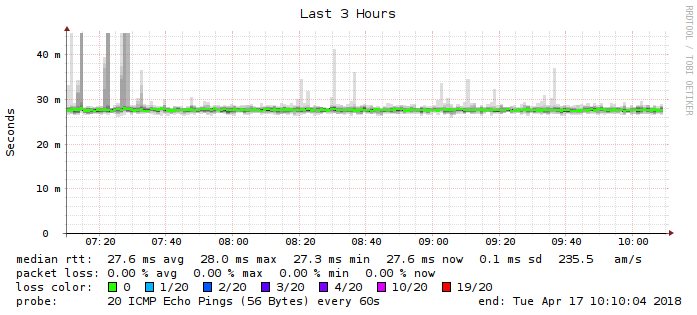 Last 3 Hours
RRDTOOL / TOBI OETIKER
Seconds
40 m
30 m
20 m
10 m
0
07:20 07:40 08:00 08:20 08:40 09:00 09:20 09:40 10:00
median rtt: 27.6 ms avg 28.0 ms max 27.3 ms min 27.6 ms now 0.1 ms sd 235.5 am/s
packet loss: 0.00 % avg 0.00 % max 0.00 % min 0.00 % now
loss color: 0 1/20 2/20 3/20 4/20 10/20 19/20
probe: 20 ICMP Echo Pings (56 Bytes) every 60s end: Tue Apr 17 10:10:04 2018